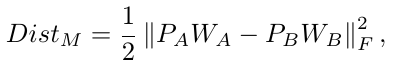 $Dist_M = \frac{1}{2} \left\| P_A W_A - P_B W_B \right\|_F^2 ,$